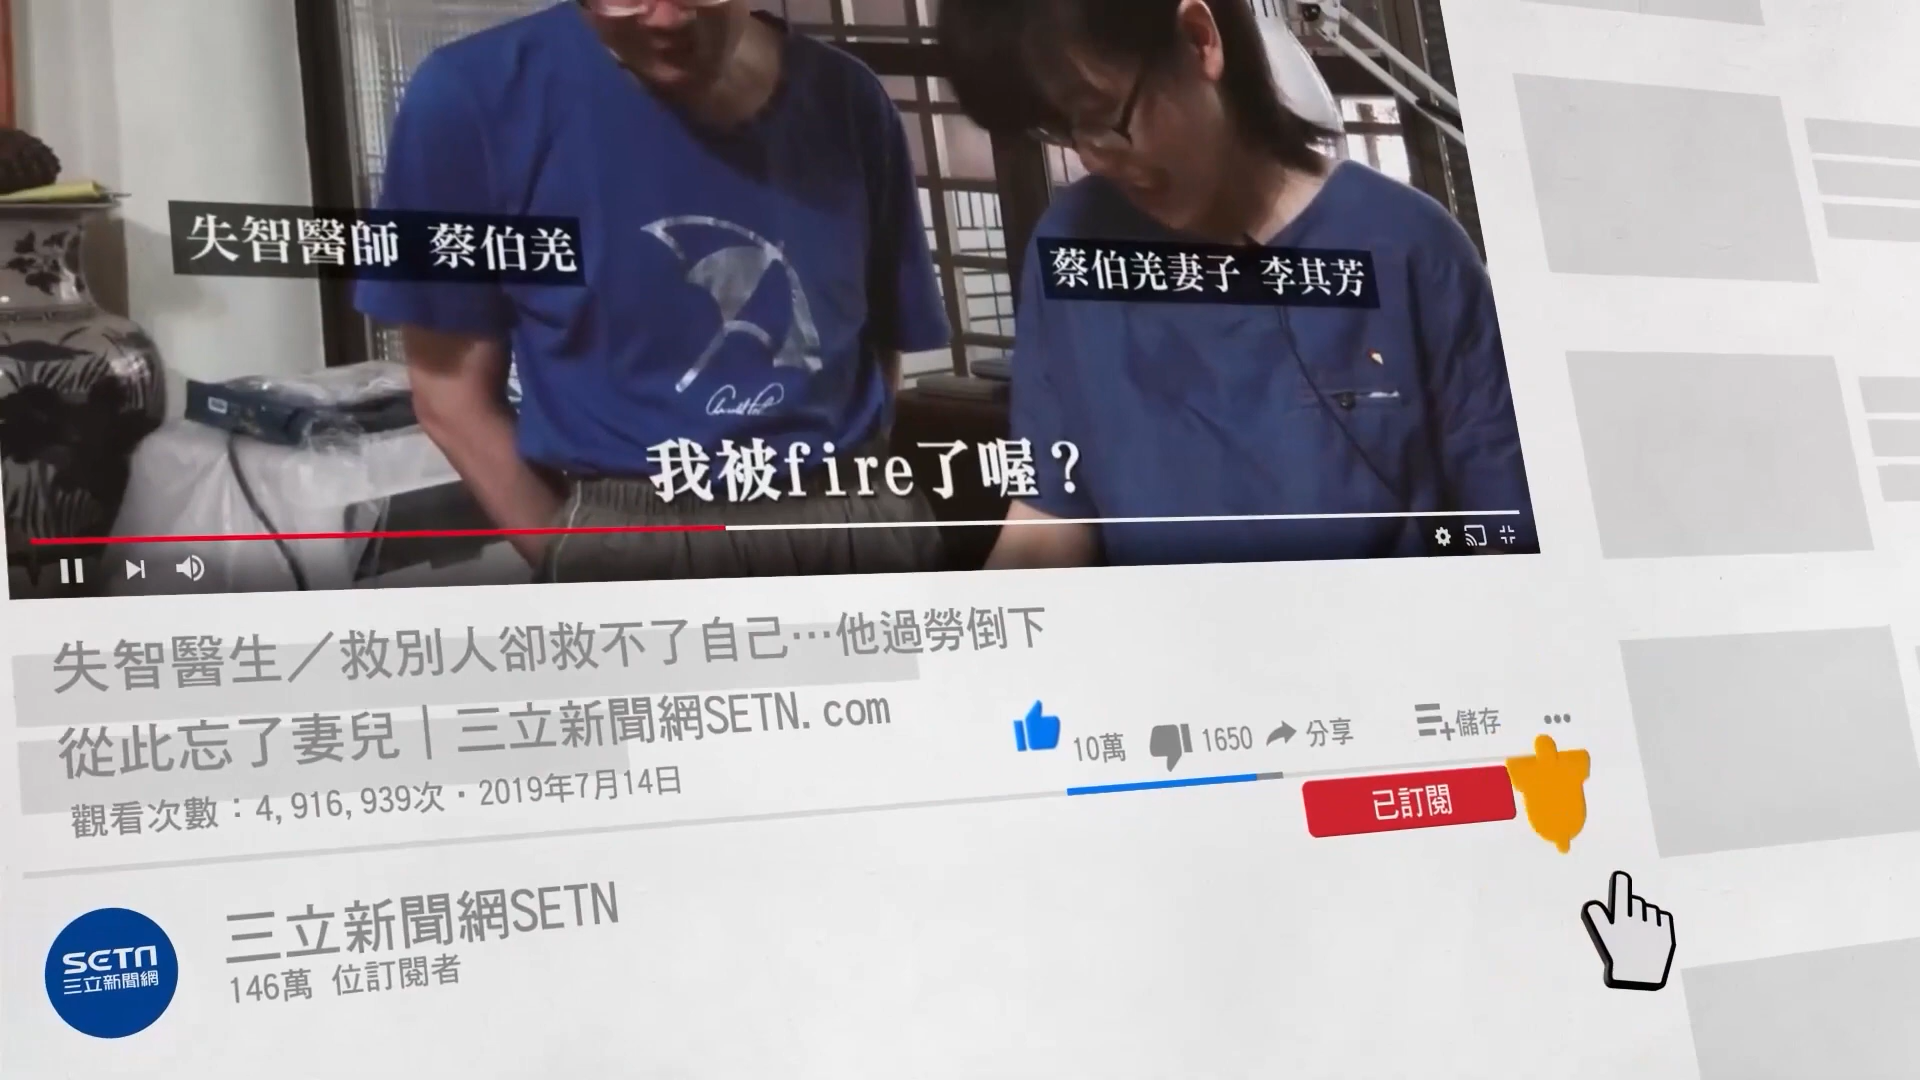 失智醫師 蔡伯羌
蔡伯羌妻子 李其芳
我被fire了喔？
失智醫生／救別人卻救不了自己…他過勞倒下
從此忘了妻兒｜三立新聞網SETN.com
觀看次數：4,916,939次・2019年7月14日
10萬 1650 分享 儲存
已訂閱
三立新聞網SETN
146萬 位訂閱者
SETN
三立新聞網